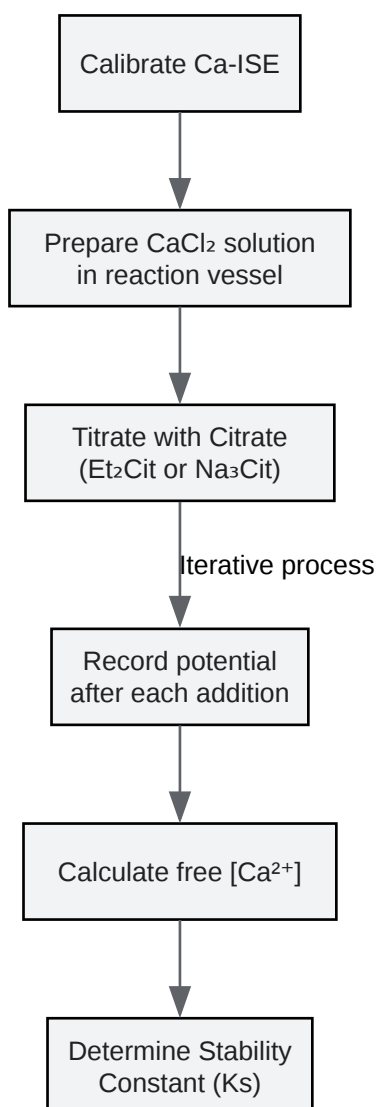 Calibrate Ca-ISE
Prepare CaCl₂ solution
in reaction vessel
Titrate with Citrate
(Et₂Cit or Na₃Cit)
Iterative process
Record potential
after each addition
Calculate free [Ca²⁺]
Determine Stability
Constant (Ks)